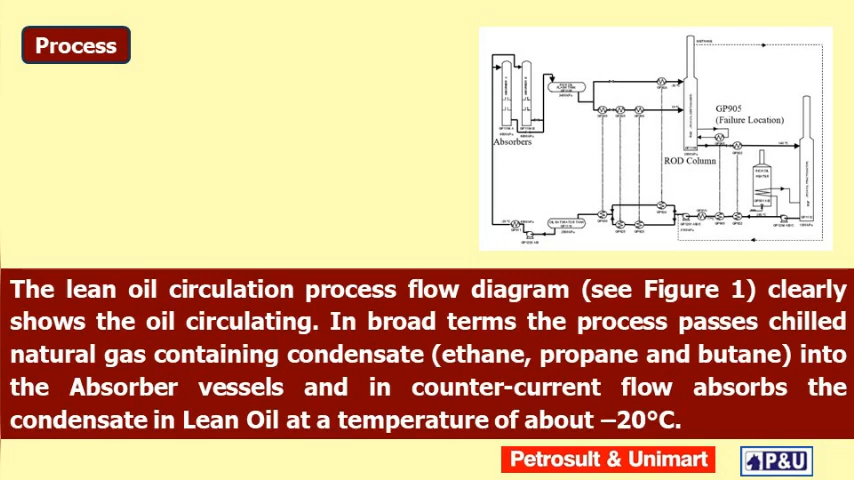 Process
GP905
(Failure Location)
Absorbers
ROD Column
The lean oil circulation process flow diagram (see Figure 1) clearly
shows the oil circulating. In broad terms the process passes chilled
natural gas containing condensate (ethane, propane and butane) into
the Absorber vessels and in counter-current flow absorbs the
condensate in Lean Oil at a temperature of about –20°C.
Petrosult & Unimart
P&U